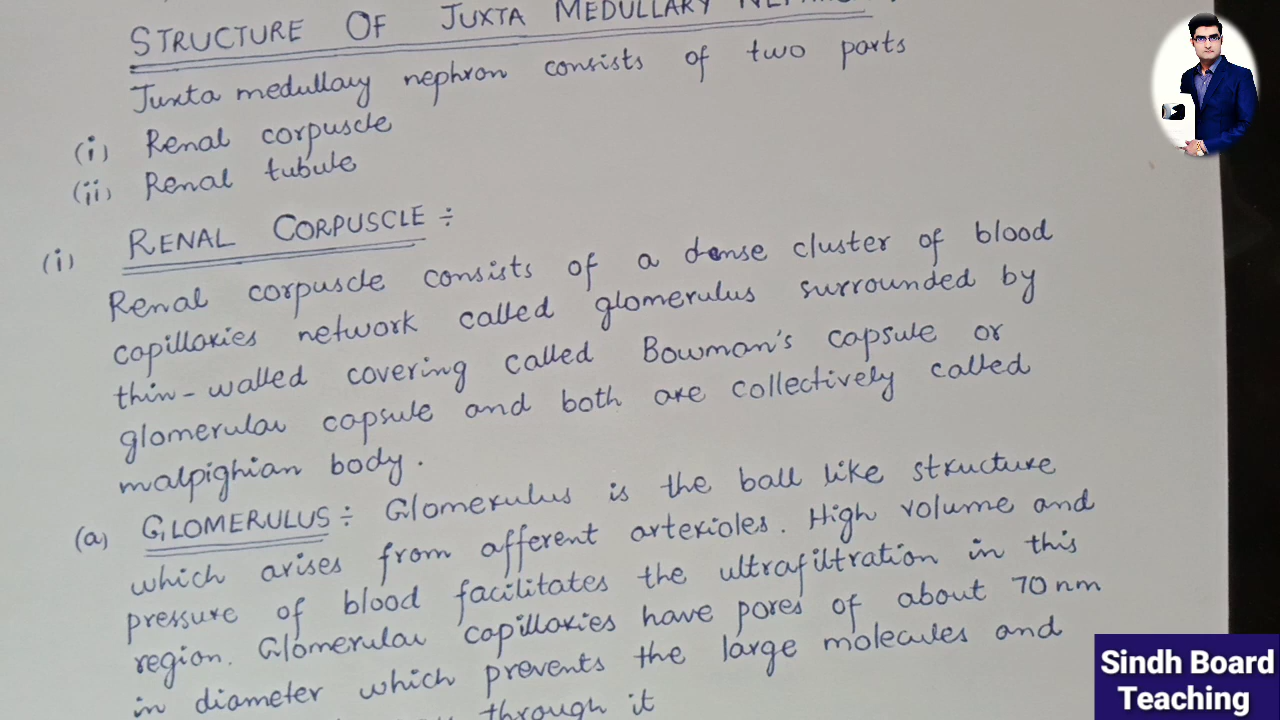 STRUCTURE OF JUXTA MEDULLARY
Juxta medullary nephron consists of two parts
(i) Renal corpuscle
(ii) Renal tubule
(i) RENAL CORPUSCLE ÷
Renal corpuscle consists of a dense cluster of blood
capillaries network called glomerulus surrounded by
thin-walled covering called Bowman's capsule or
glomerular capsule and both are collectively called
malpighian body.
(a) GLOMERULUS ÷ Glomerulus is the ball like structure
which arises from afferent arterioles. High volume and
pressure of blood facilitates the ultrafiltration in this
region. Glomerular capillaries have pores of about 70nm
in diameter which prevents the large molecules and
through it
Sindh Board
Teaching